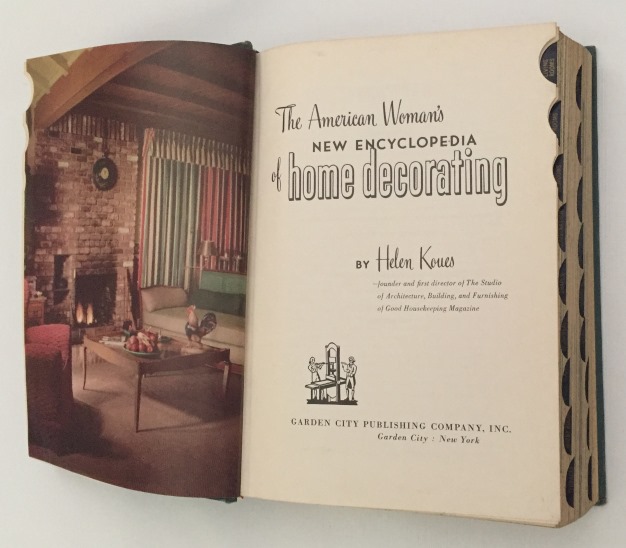 The American Woman's
NEW ENCYCLOPEDIA
of home decorating
BY Helen Koues
—founder and first director of The Studio
of Architecture, Building, and Furnishing
of Good Housekeeping Magazine
GARDEN CITY PUBLISHING COMPANY, INC.
Garden City : New York